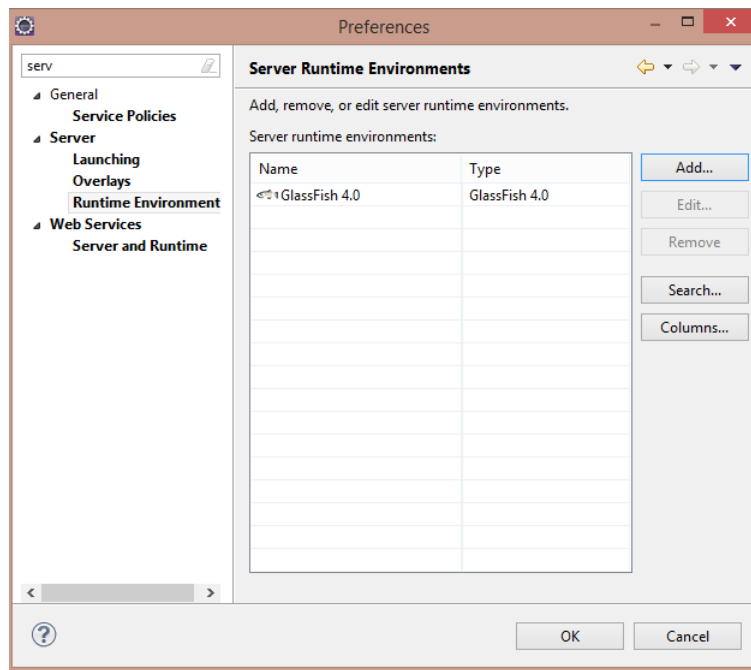 Preferences
serv
General
Service Policies
Server
Launching
Overlays
Runtime Environment
Web Services
Server and Runtime
Server Runtime Environments
Add, remove, or edit server runtime environments.
Server runtime environments:
Name Type
GlassFish 4.0 GlassFish 4.0
Add...
Edit...
Remove
Search...
Columns...
OK Cancel